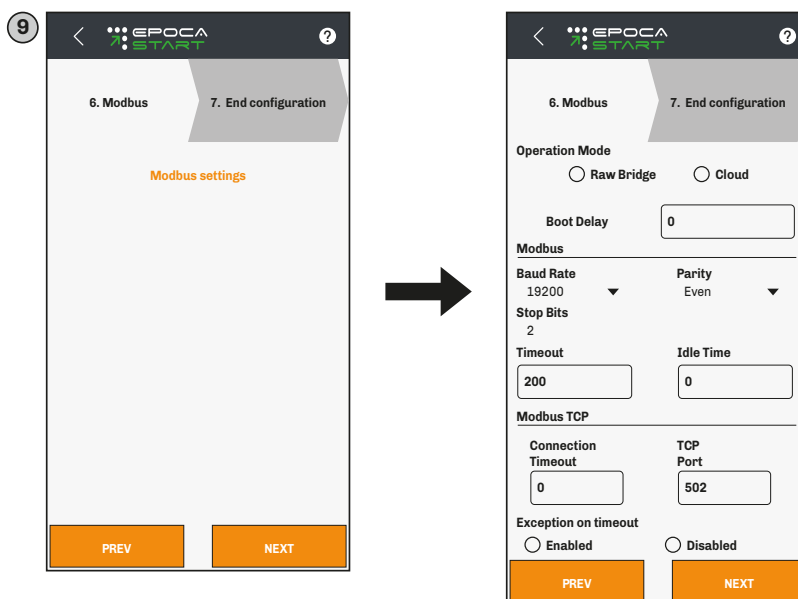 9
EPOCA
START
?
6. Modbus
7. End configuration
Modbus settings
PREV
NEXT
EPOCA
START
?
6. Modbus
7. End configuration
Operation Mode
Raw Bridge
Cloud
Boot Delay
0
Modbus
Baud Rate
Parity
19200
Even
Stop Bits
2
Timeout
Idle Time
200
0
Modbus TCP
Connection
Timeout
TCP
Port
0
502
Exception on timeout
Enabled
Disabled
PREV
NEXT